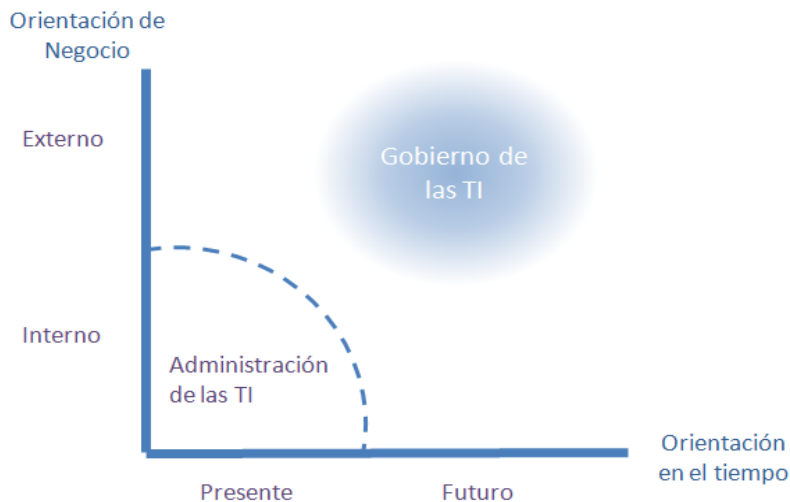 Orientación de
Negocio
Externo
Gobierno de
las TI
Interno
Administración
de las TI
Orientación
en el tiempo
Presente
Futuro